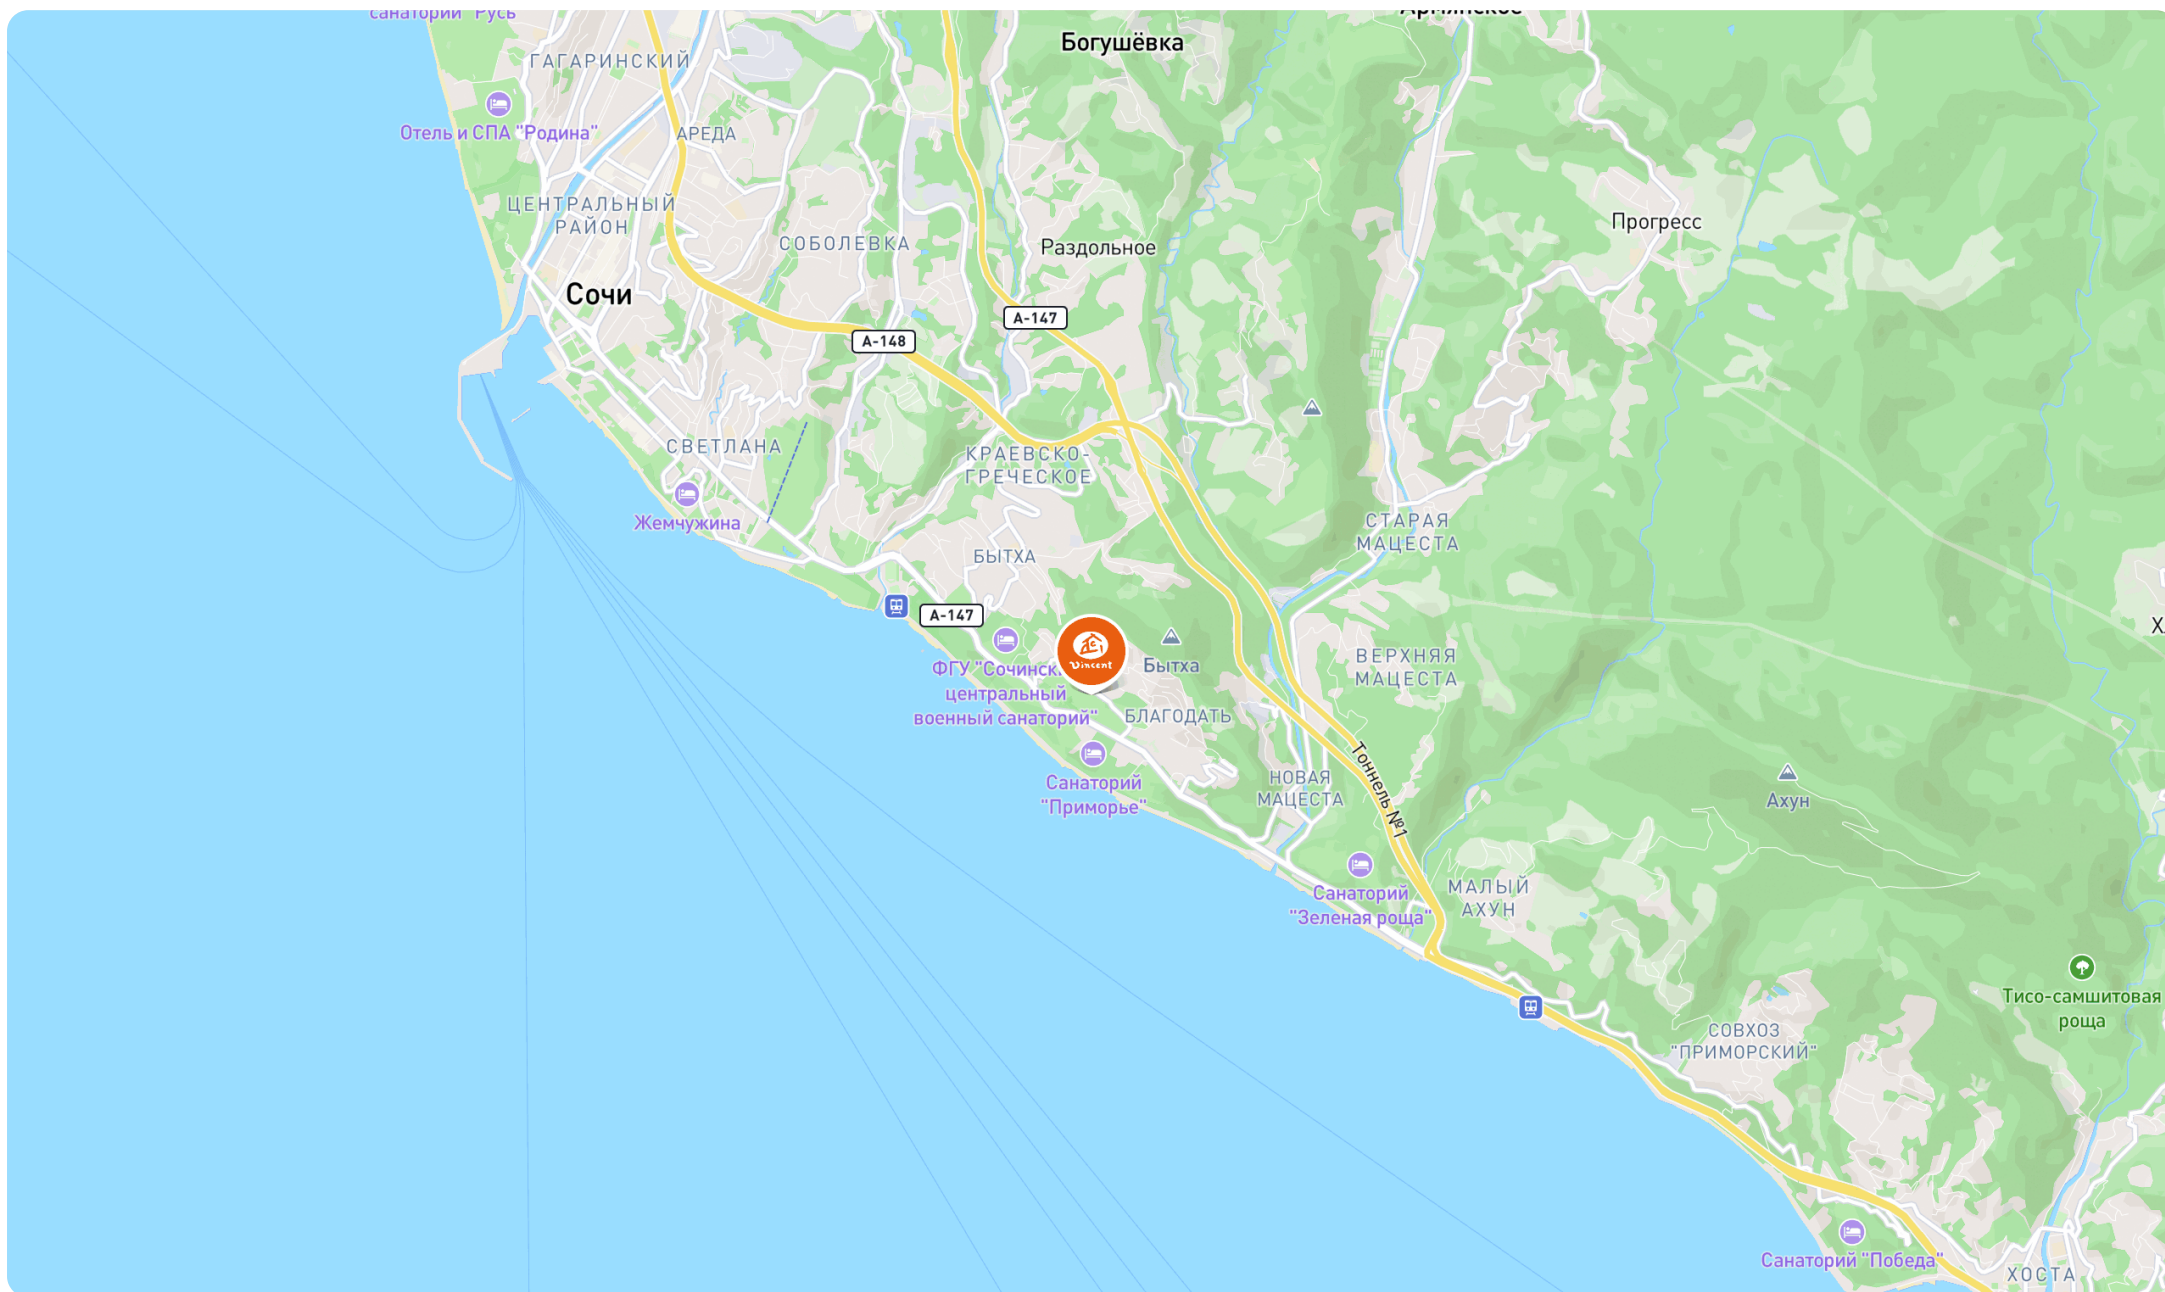 санаторий "Русь
Армянское
Богушёвка
ГАГАРИНСКИЙ
Отель и СПА "Родина"
АРЕДА
ЦЕНТРАЛЬНЫЙ
РАЙОН
СОБОЛЕВКА
Раздольное
Прогресс
Сочи
А-147
А-148
СВЕТЛАНА
КРАЕВСКО-
ГРЕЧЕСКОЕ
Жемчужина
СТАРАЯ
МАЦЕСТА
БЫТХА
А-147
Vincent
ФГУ "Сочинск
центральный
военный санаторий"
Бытха
ВЕРХНЯЯ
МАЦЕСТА
БЛАГОДАТЬ
Санаторий
"Приморье"
НОВАЯ
МАЦЕСТА
Тоннель №1
Ахун
Санаторий
"Зеленая роща"
МАЛЫЙ
АХУН
Тисо-самшитовая
роща
СОВХОЗ
"ПРИМОРСКИЙ"
Санаторий "Победа"
ХОСТА